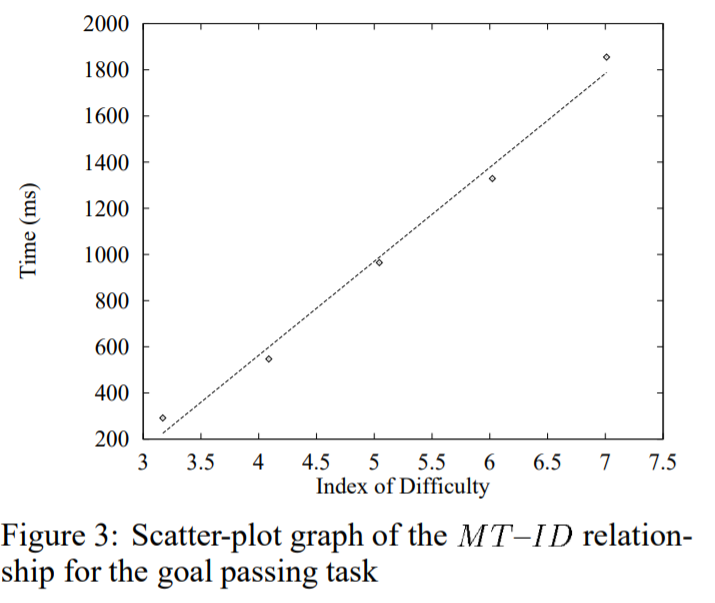 2000
1800
1600
1400
1200
1000
800
600
400
200
Time (ms)
3 3.5 4 4.5 5 5.5 6 6.5 7 7.5
Index of Difficulty
Figure 3: Scatter-plot graph of the MT–ID relation-
ship for the goal passing task